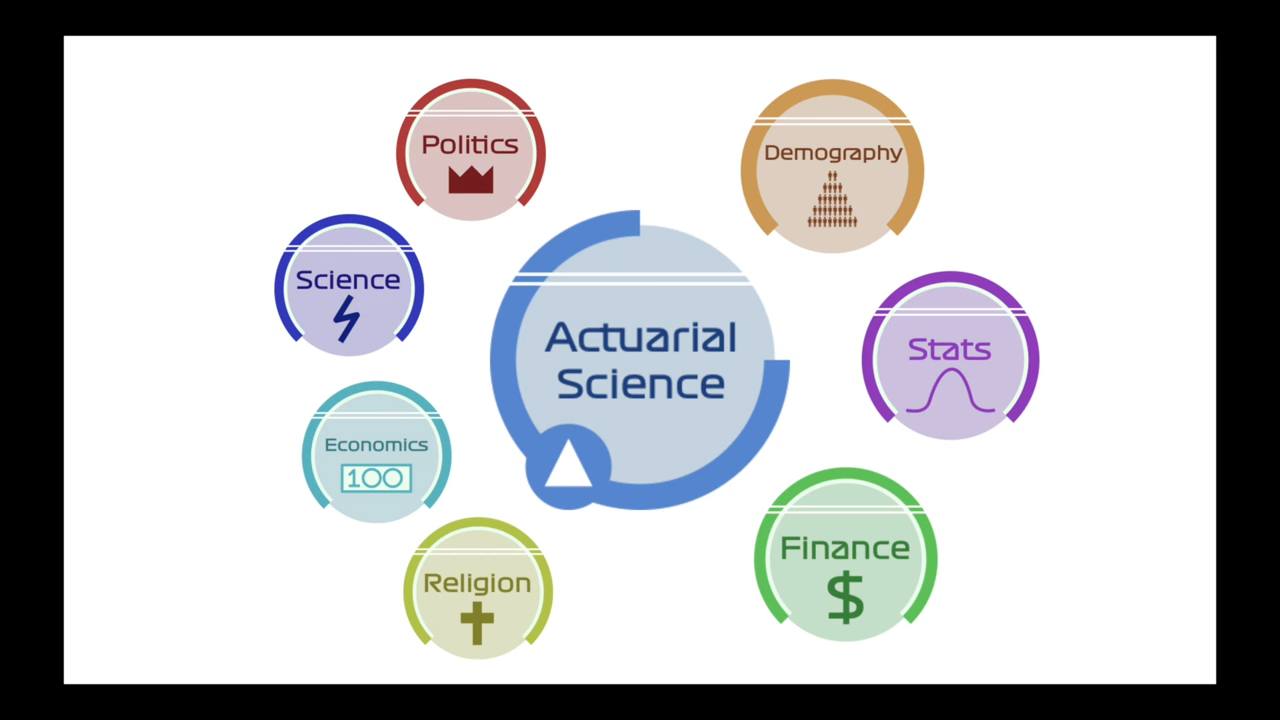 Politics
Demography
Science
Actuarial
Science
Stats
Economics
100
Finance
$
Religion